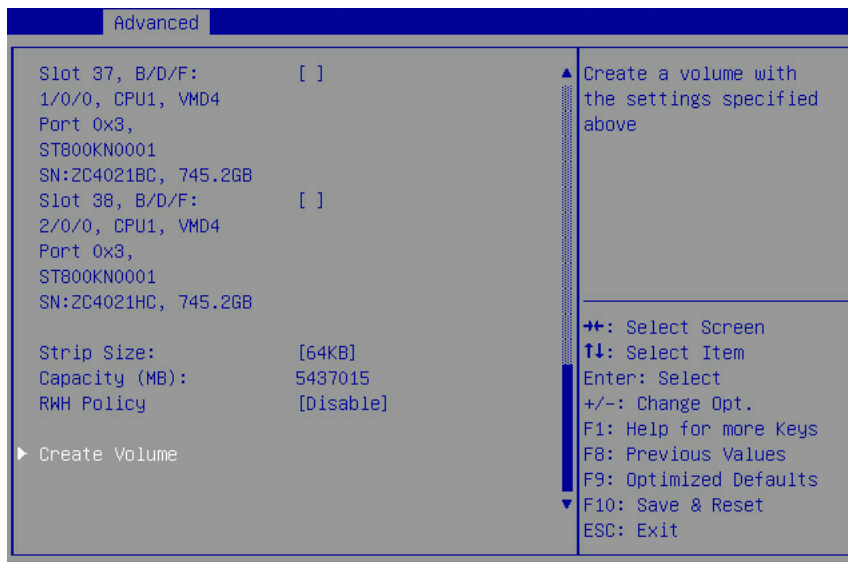 Advanced
Slot 37, B/D/F: [ ]
1/0/0, CPU1, VMD4
Port 0x3,
ST800KN0001
SN:ZC4021BC, 745.2GB
Slot 38, B/D/F: [ ]
2/0/0, CPU1, VMD4
Port 0x3,
ST800KN0001
SN:ZC4021HC, 745.2GB
Strip Size: [64KB]
Capacity (MB): 5437015
RWH Policy [Disable]
Create Volume
Create a volume with
the settings specified
above
→←: Select Screen
↑↓: Select Item
Enter: Select
+/-: Change Opt.
F1: Help for more Keys
F8: Previous Values
F9: Optimized Defaults
F10: Save & Reset
ESC: Exit